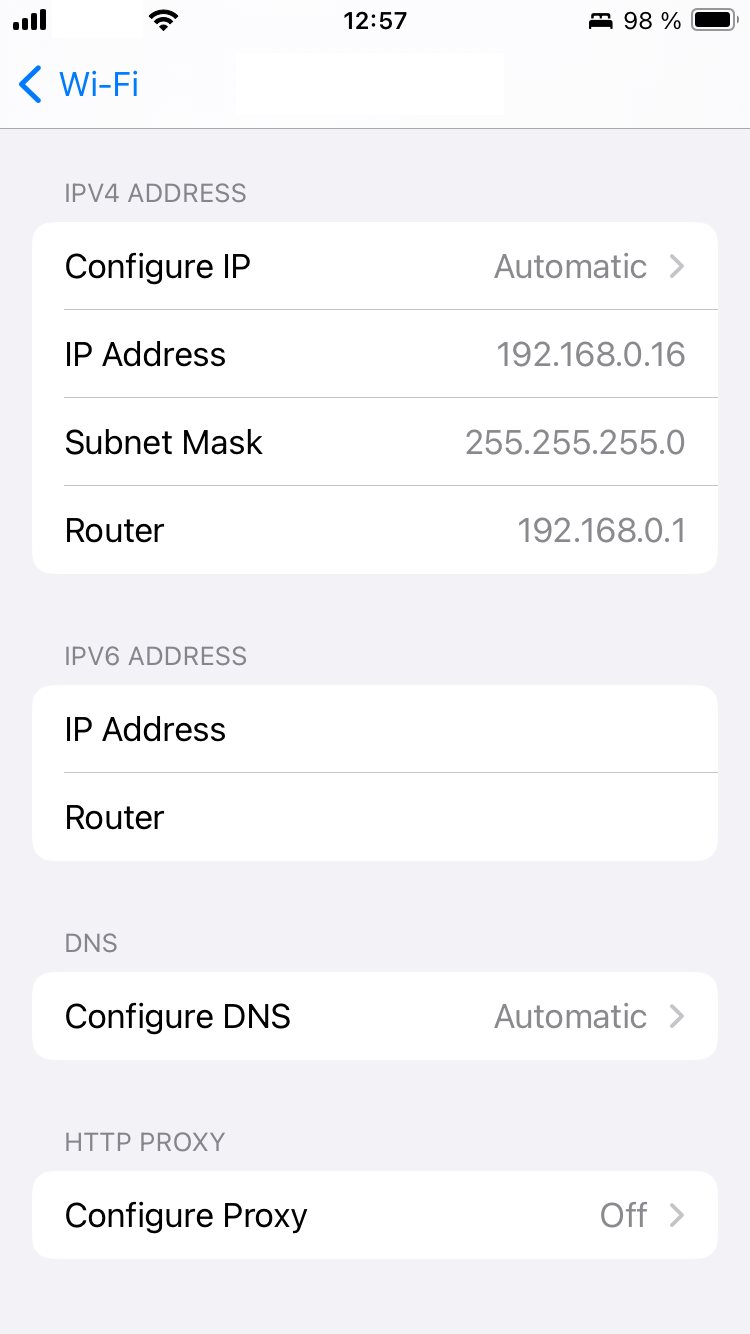 12:57 98 %
Wi-Fi
IPV4 ADDRESS
Configure IP Automatic
IP Address 192.168.0.16
Subnet Mask 255.255.255.0
Router 192.168.0.1
IPV6 ADDRESS
IP Address
Router
DNS
Configure DNS Automatic
HTTP PROXY
Configure Proxy Off